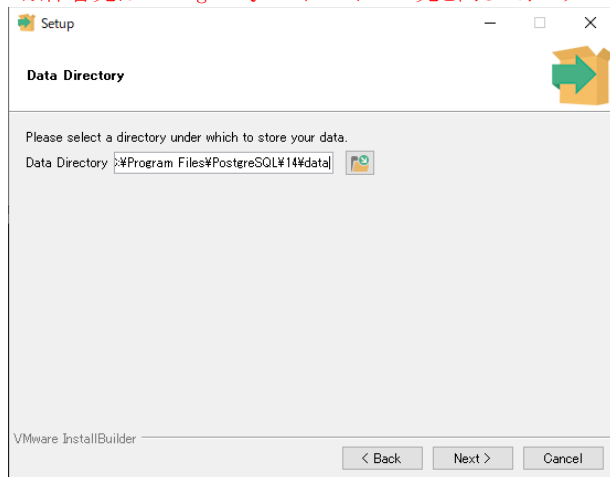 Setup
Data Directory
Please select a directory under which to store your data.
Data Directory :¥Program Files¥PostgreSQL¥14¥data
VMware InstallBuilder
< Back Next > Cancel